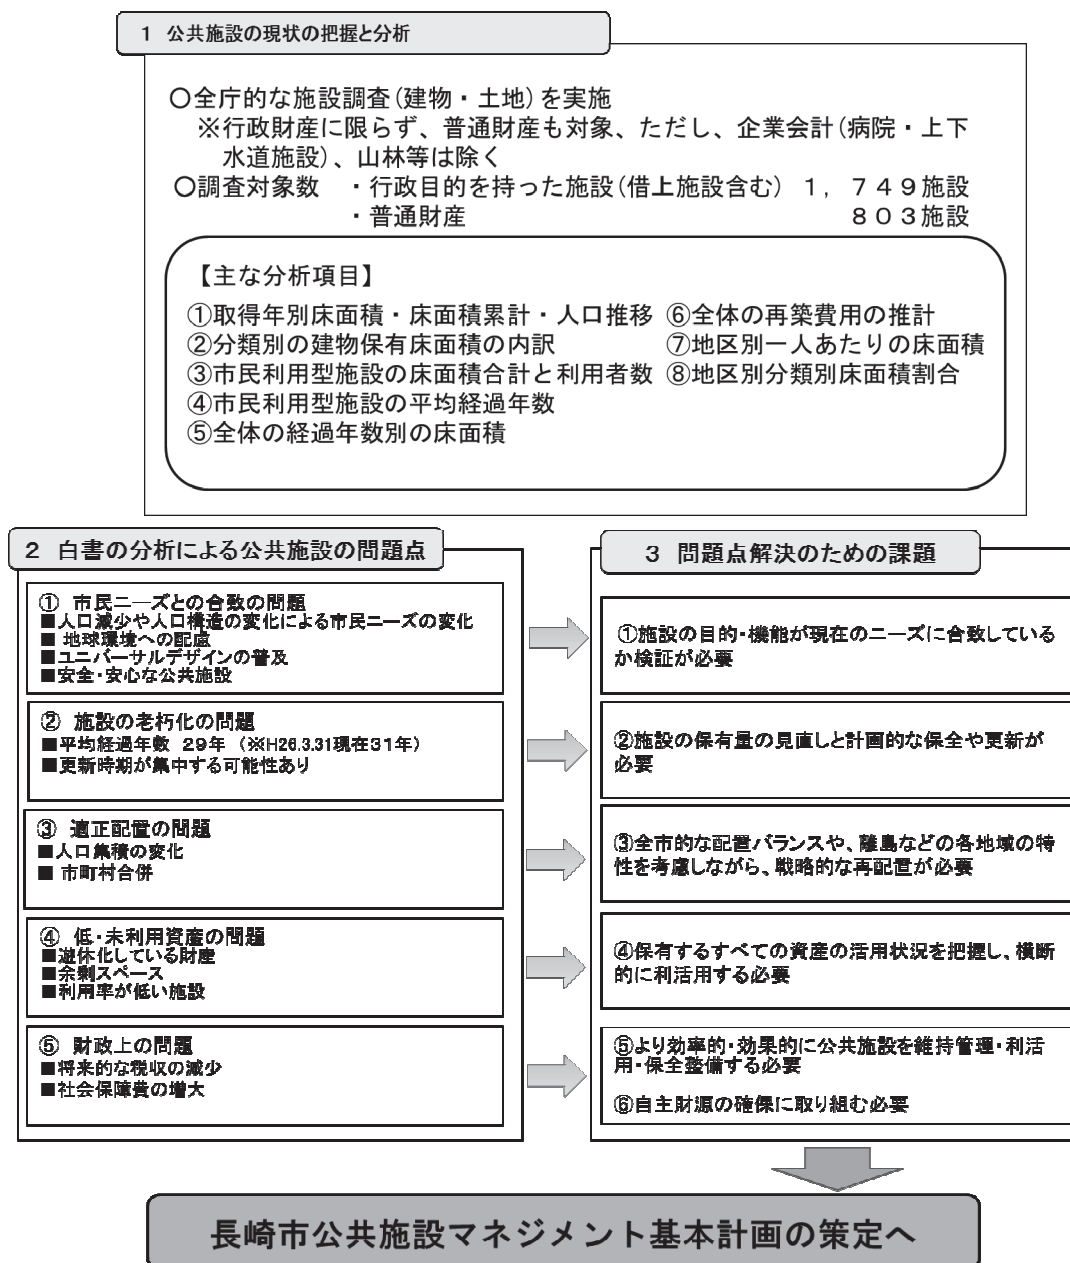 1 公共施設の現状の把握と分析
〇全庁的な施設調査(建物・土地)を実施
※行政財産に限らず、普通財産も対象、ただし、企業会計(病院・上下
水道施設)、山林等は除く
〇調査対象数 ・行政目的を持った施設(借上施設含む) 1,749施設
・普通財産 803施設
【主な分析項目】
①取得年別床面積・床面積累計・人口推移 ⑥全体の再築費用の推計
②分類別の建物保有床面積の内訳 ⑦地区別一人あたりの床面積
③市民利用型施設の床面積合計と利用者数 ⑧地区別分類別床面積割合
④市民利用型施設の平均経過年数
⑤全体の経過年数別の床面積
2 白書の分析による公共施設の問題点
① 市民ニーズとの合致の問題
■人口減少や人口構造の変化による市民ニーズの変化
■ 地球環境への配慮
■ユニバーサルデザインの普及
■安全・安心な公共施設
② 施設の老朽化の問題
■平均経過年数 29年 (※H26.3.31現在31年)
■更新時期が集中する可能性あり
③ 適正配置の問題
■人口集積の変化
■ 市町村合併
④ 低・未利用資産の問題
■遊休化している財産
■余剰スペース
■利用率が低い施設
⑤ 財政上の問題
■将来的な税収の減少
■社会保障費の増大
3 問題点解決のための課題
①施設の目的・機能が現在のニーズに合致している
か検証が必要
②施設の保有量の見直しと計画的な保全や更新が
必要
③全市的な配置バランスや、離島などの各地域の特
性を考慮しながら、戦略的な再配置が必要
④保有するすべての資産の活用状況を把握し、横断
的に利活用する必要
⑤より効率的・効果的に公共施設を維持管理・利活
用・保全整備する必要
⑥自主財源の確保に取り組む必要
長崎市公共施設マネジメント基本計画の策定へ